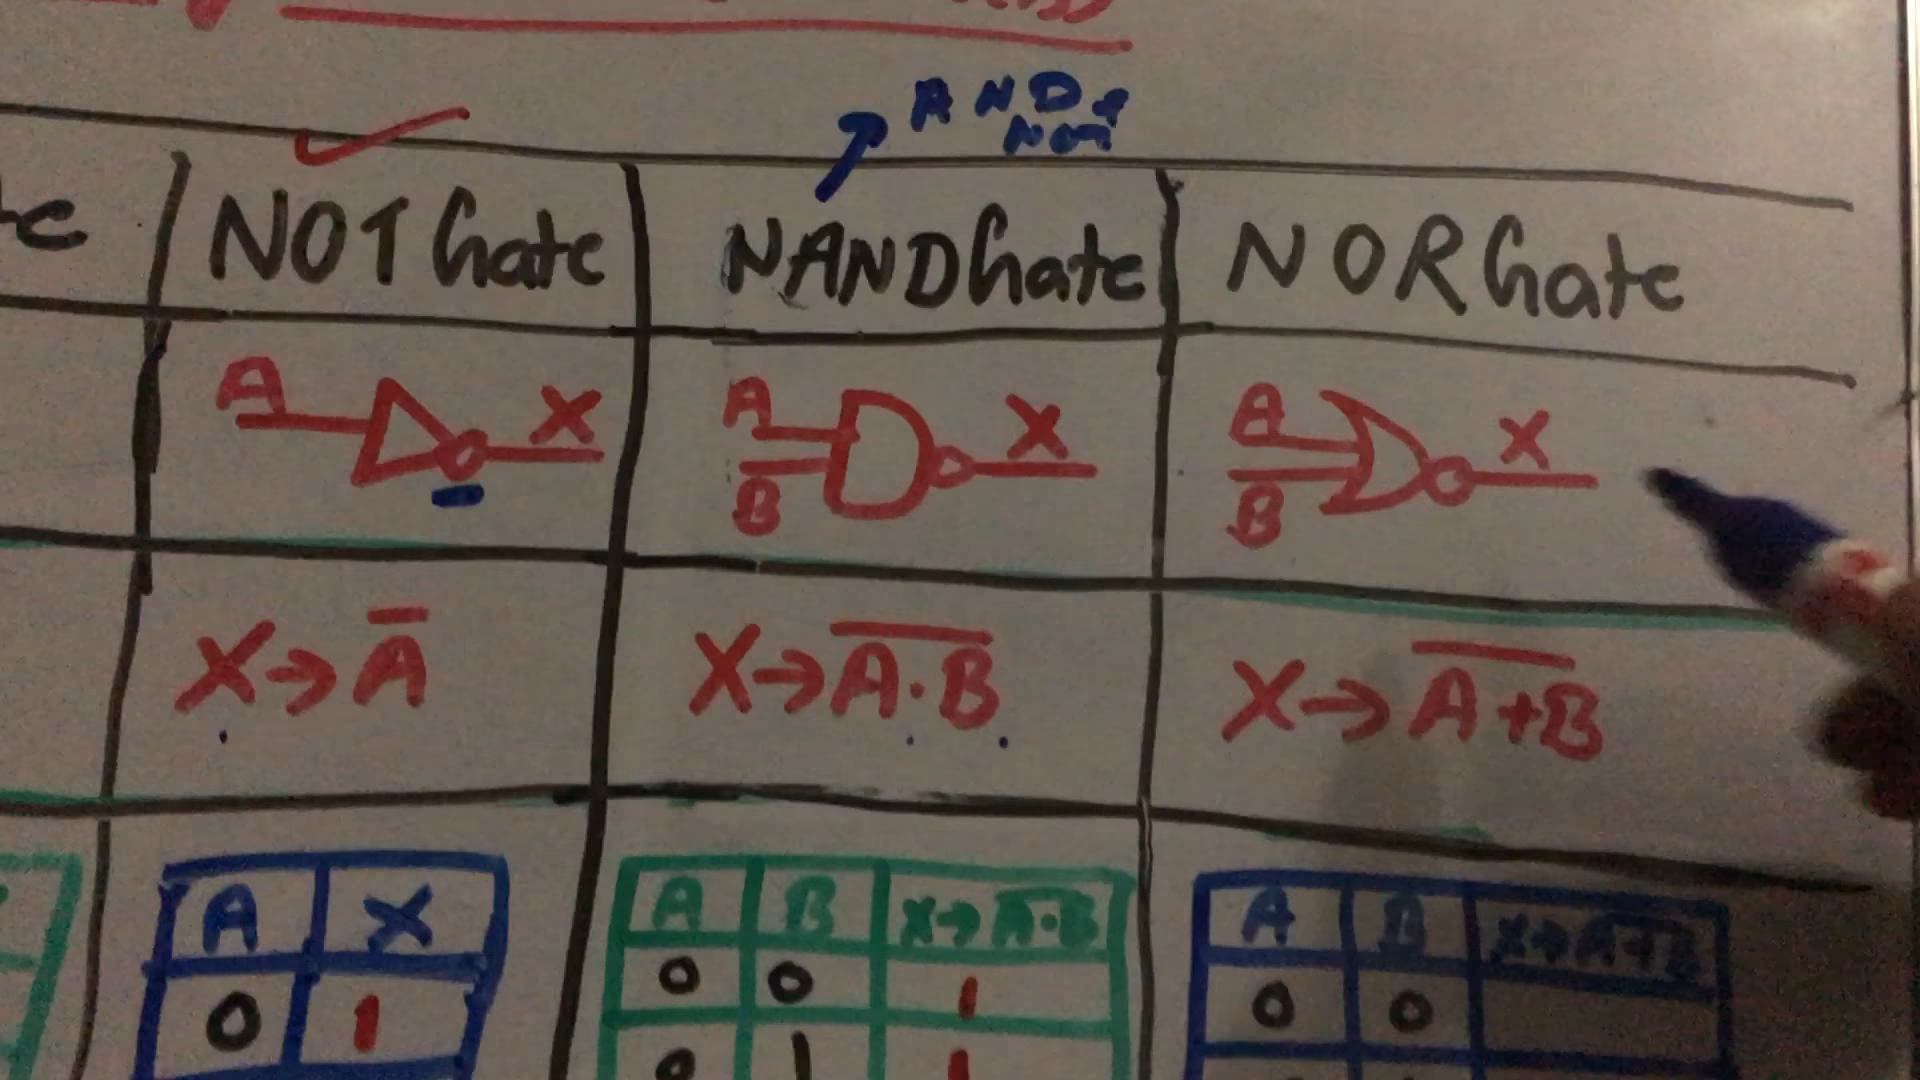 AND &
NOT
NOT Gate
NAND Gate
NOR Gate
A X
A B X
A B X
X→A̅
X→A̅.̅B̅
X→A̅+̅B̅
A X
0 1
A B X→A̅.̅B̅
0 0 1
0 1 1
A B X→A̅+̅B̅
0 0